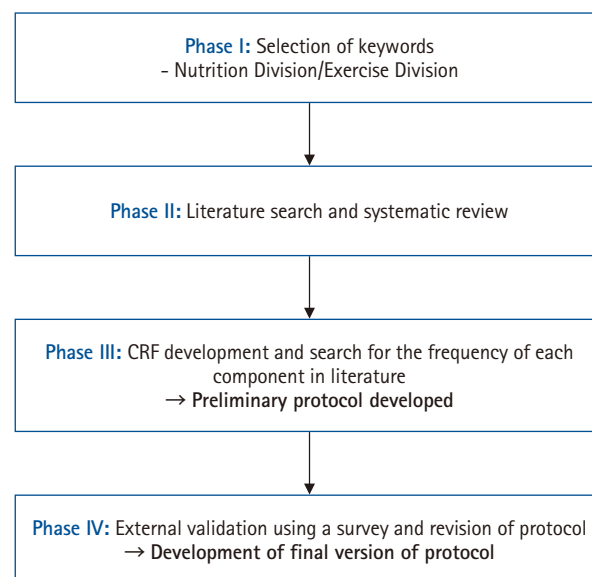 Phase I: Selection of keywords
- Nutrition Division/Exercise Division
Phase II: Literature search and systematic review
Phase III: CRF development and search for the frequency of each
component in literature
→ Preliminary protocol developed
Phase IV: External validation using a survey and revision of protocol
→ Development of final version of protocol